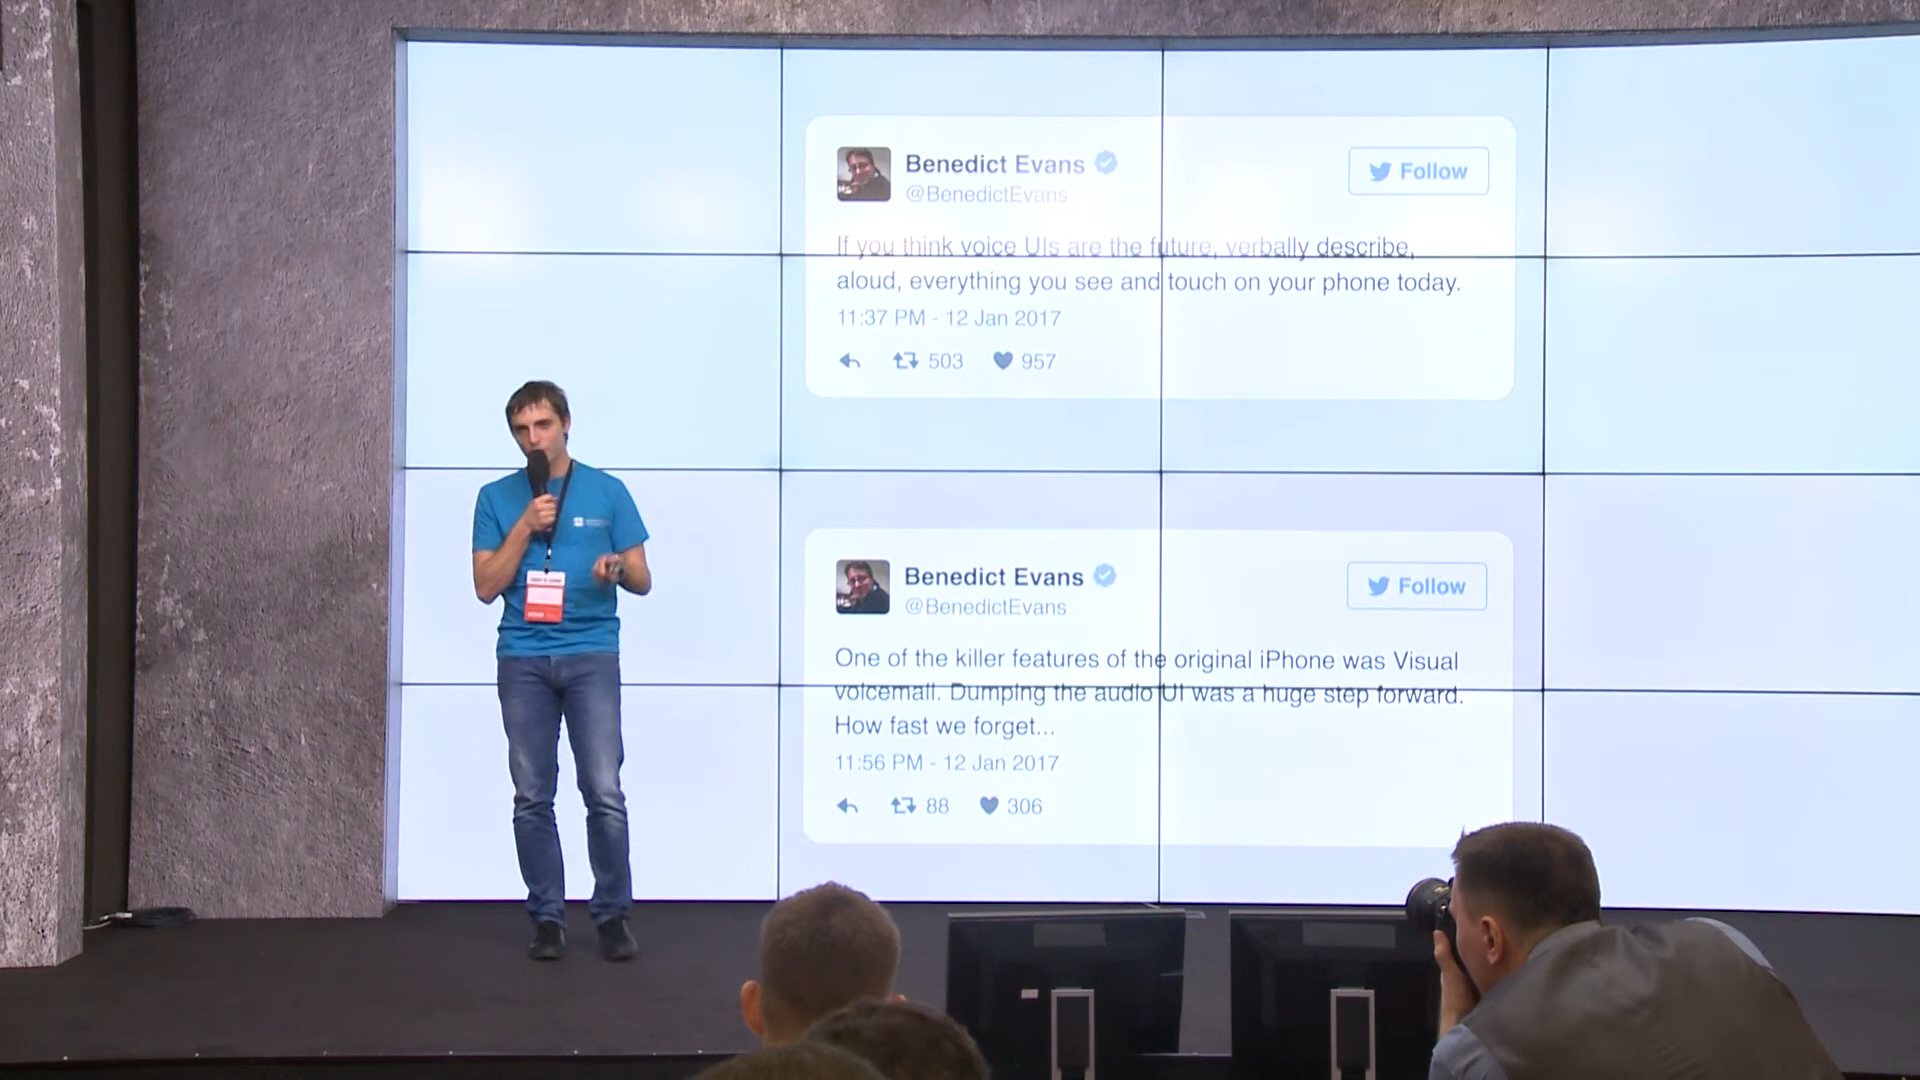 Benedict Evans
@BenedictEvans
Follow
If you think voice UIs are the future, verbally describe,
aloud, everything you see and touch on your phone today.
11:37 PM - 12 Jan 2017
503 957
Benedict Evans
@BenedictEvans
Follow
One of the killer features of the original iPhone was Visual
voicemail. Dumping the audio UI was a huge step forward.
How fast we forget...
11:56 PM - 12 Jan 2017
88 306